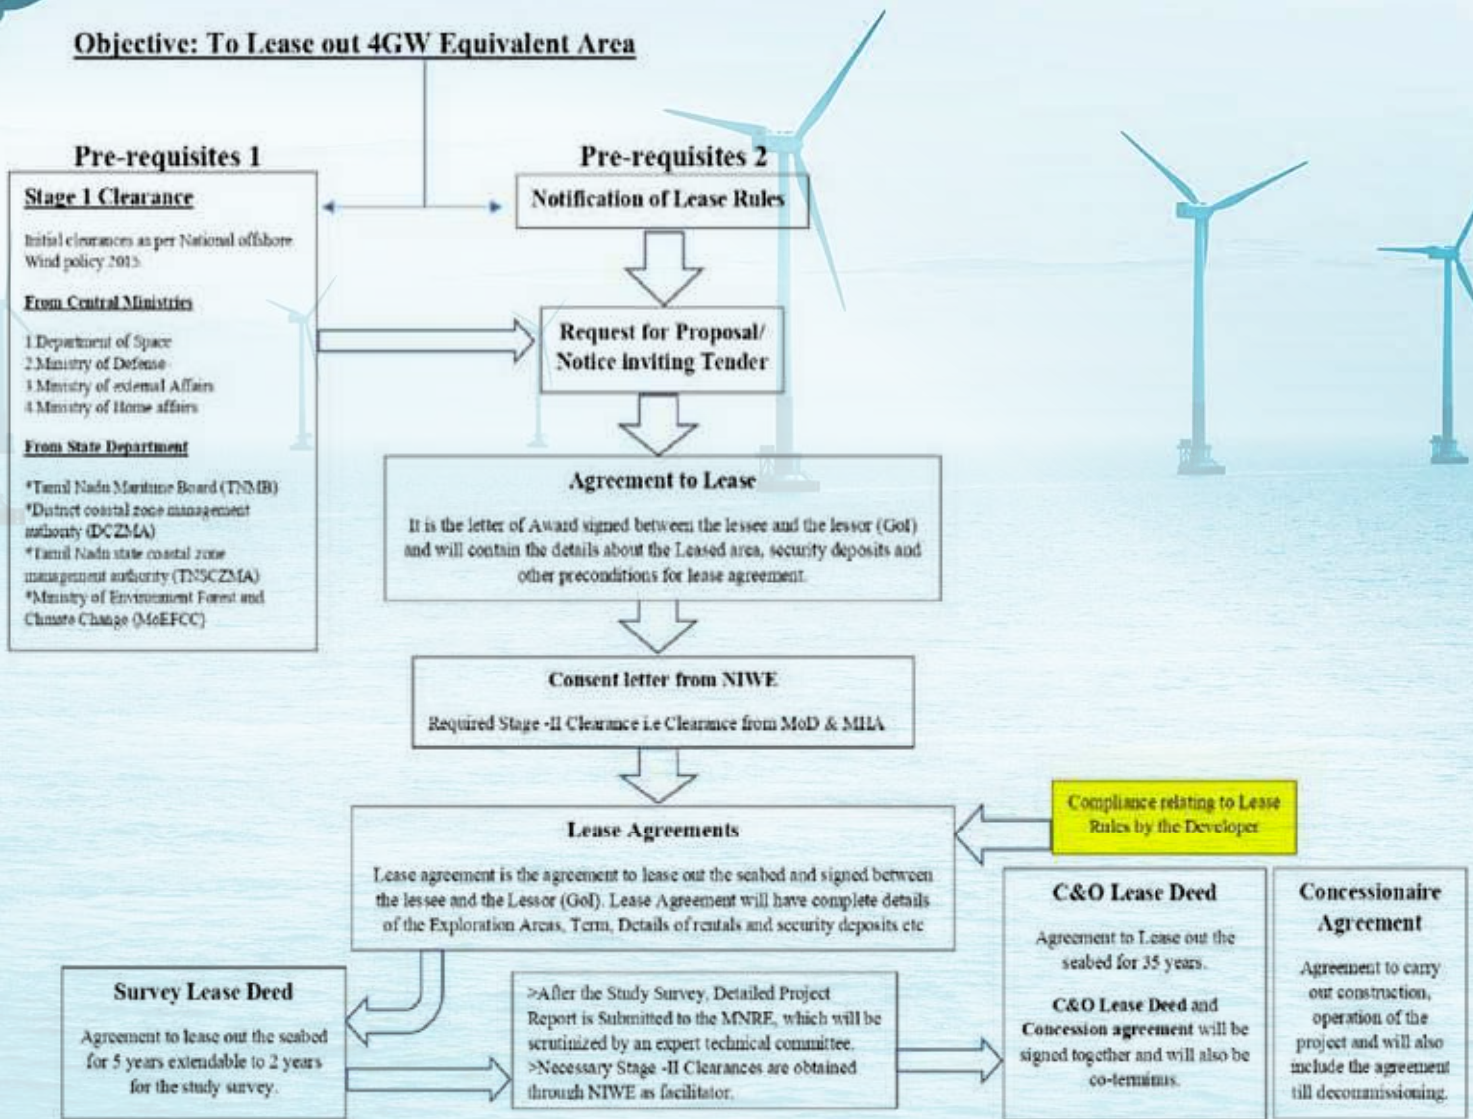 Objective: To Lease out 4GW Equivalent Area
Pre-requisites 1
Stage 1 Clearance
Initial clearances as per National offshore
Wind policy 2015.
From Central Ministries
1.Department of Space
2.Ministry of Defense
3.Ministry of external Affairs
4.Ministry of Home affairs
From State Department
*Tamil Nadu Maritime Board (TNMB)
*District coastal zone management
authority (DCZMA)
*Tamil Nadu state coastal zone
management authority (TNSCZMA)
*Ministry of Environment Forest and
Climate Change (MoEFCC)
Pre-requisites 2
Notification of Lease Rules
Request for Proposal/
Notice inviting Tender
Agreement to Lease
It is the letter of Award signed between the lessee and the lessor (GoI)
and will contain the details about the Leased area, security deposits and
other preconditions for lease agreement.
Consent letter from NIWE
Required Stage -II Clearance i.e Clearance from MoD & MHA
Lease Agreements
Lease agreement is the agreement to lease out the seabed and signed between
the lessee and the Lessor (GoI). Lease Agreement will have complete details
of the Exploration Areas, Term, Details of rentals and security deposits etc
Compliance relating to Lease
Rules by the Developer
Survey Lease Deed
Agreement to lease out the seabed
for 5 years extendable to 2 years
for the study survey.
>After the Study Survey, Detailed Project
Report is Submitted to the MNRE, which will be
scrutinized by an expert technical committee.
>Necessary Stage -II Clearances are obtained
through NIWE as facilitator.
C&O Lease Deed
Agreement to Lease out the
seabed for 35 years.
C&O Lease Deed and
Concession agreement will be
signed together and will also be
co-terminus.
Concessionaire
Agreement
Agreement to carry
out construction,
operation of the
project and will also
include the agreement
till decommissioning.